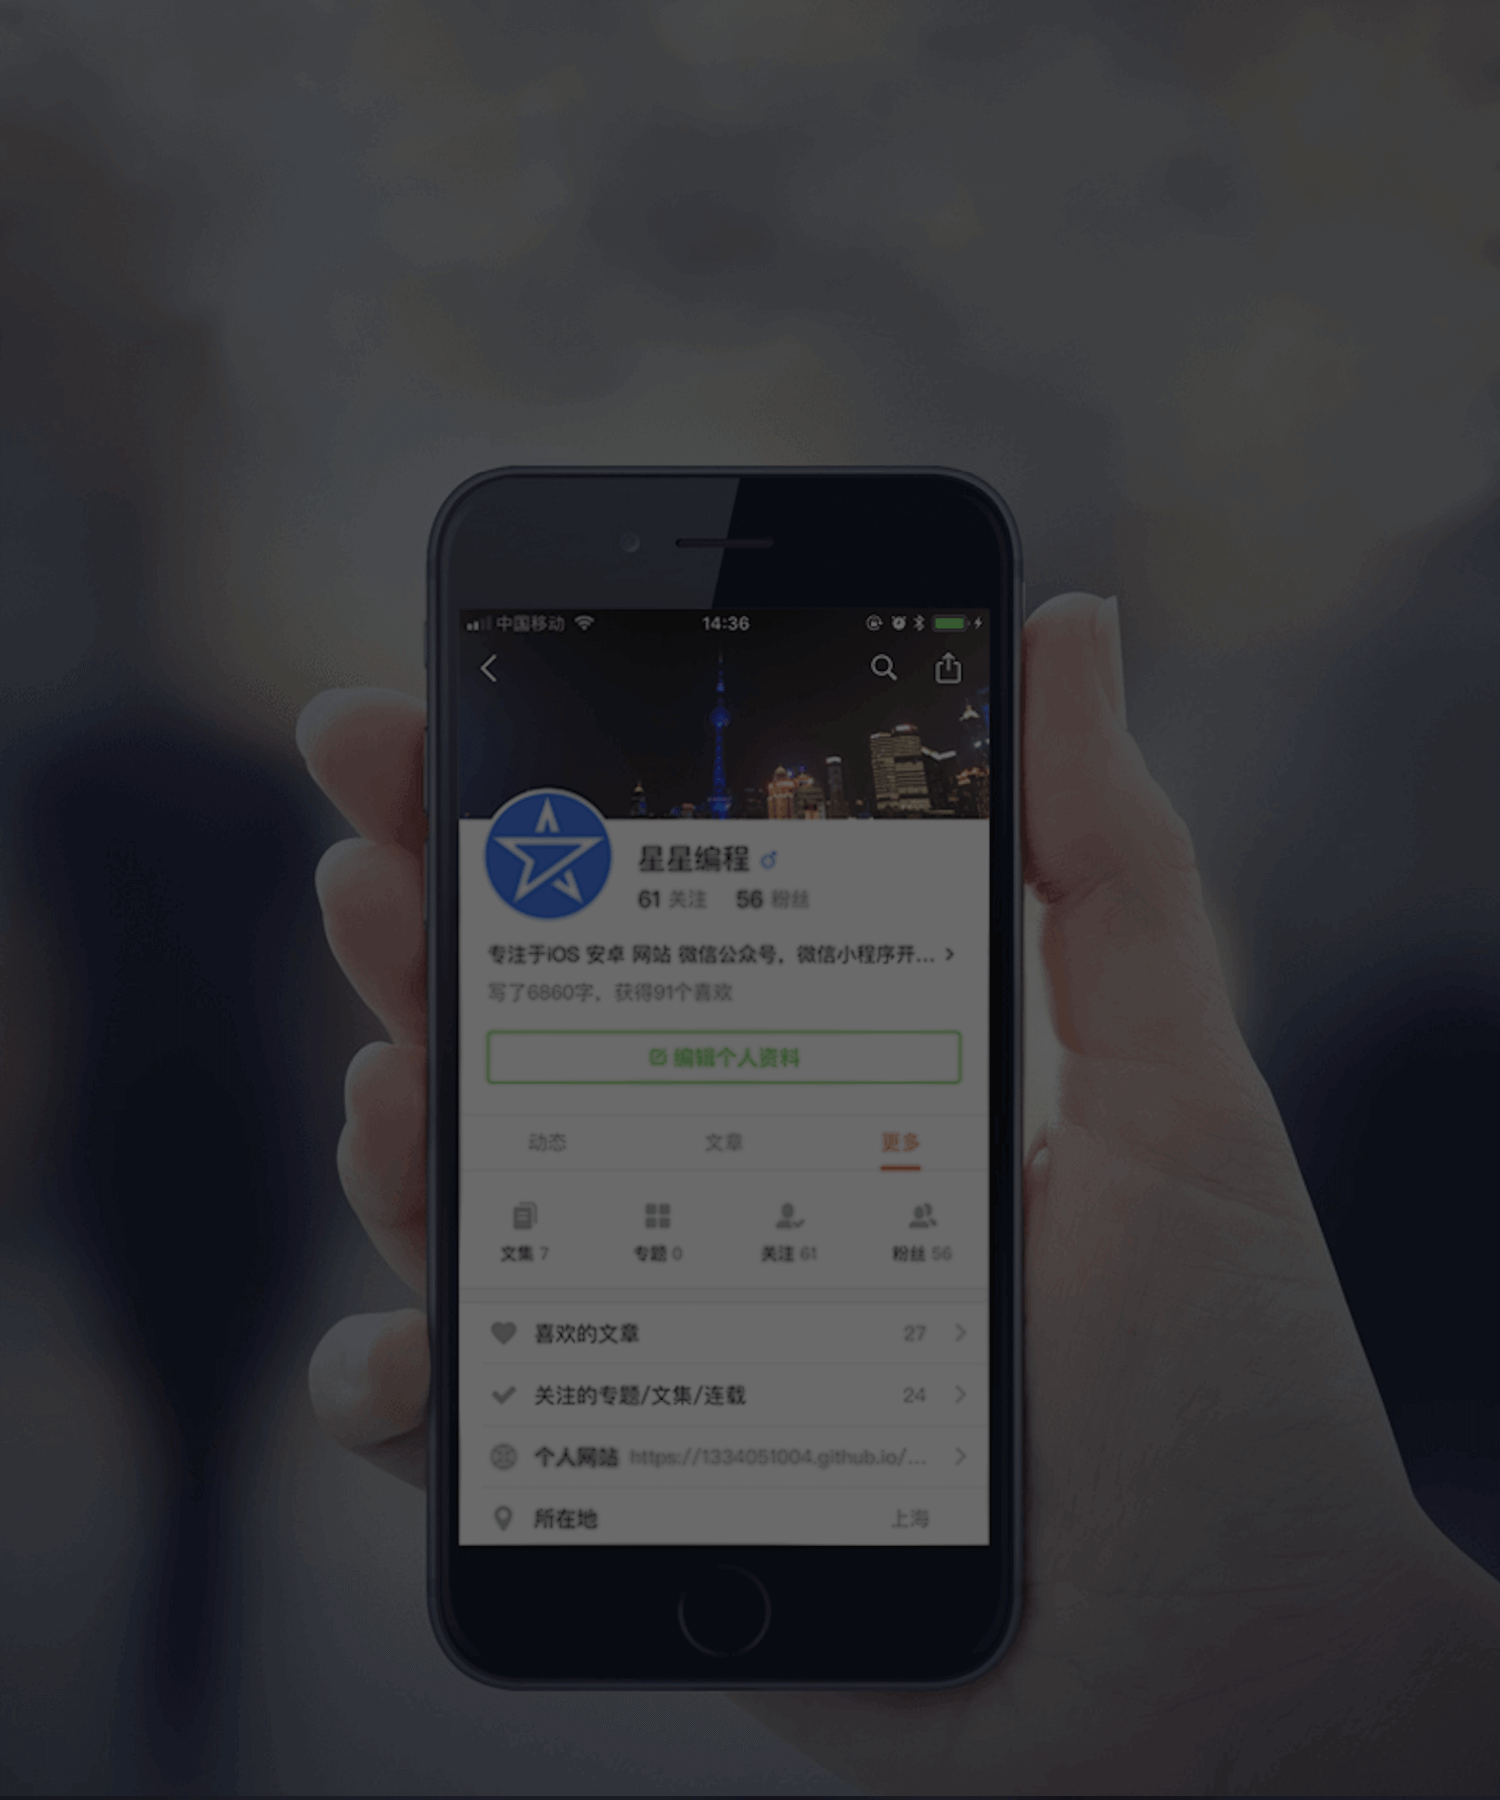 中国移动 14:36
星星编程
61 关注 56 粉丝
专注于iOS 安卓 网站 微信公众号，微信小程序开...
写了6860字，获得91个喜欢
编辑个人资料
动态 文章 更多
文集 7 专题 0 关注 61 粉丝 56
喜欢的文章 27
关注的专题/文集/连载 24
个人网站 https://1334051004.github.io/...
所在地 上海